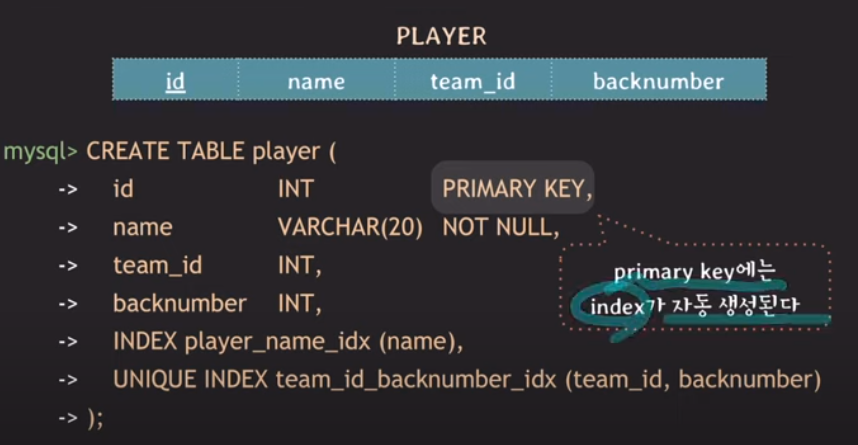 PLAYER
id name team_id backnumber
mysql> CREATE TABLE player (
-> id INT PRIMARY KEY,
-> name VARCHAR(20) NOT NULL,
-> team_id INT,
primary key에는
-> backnumber INT,
index가 자동 생성된다
-> INDEX player_name_idx (name),
-> UNIQUE INDEX team_id_backnumber_idx (team_id, backnumber)
-> );